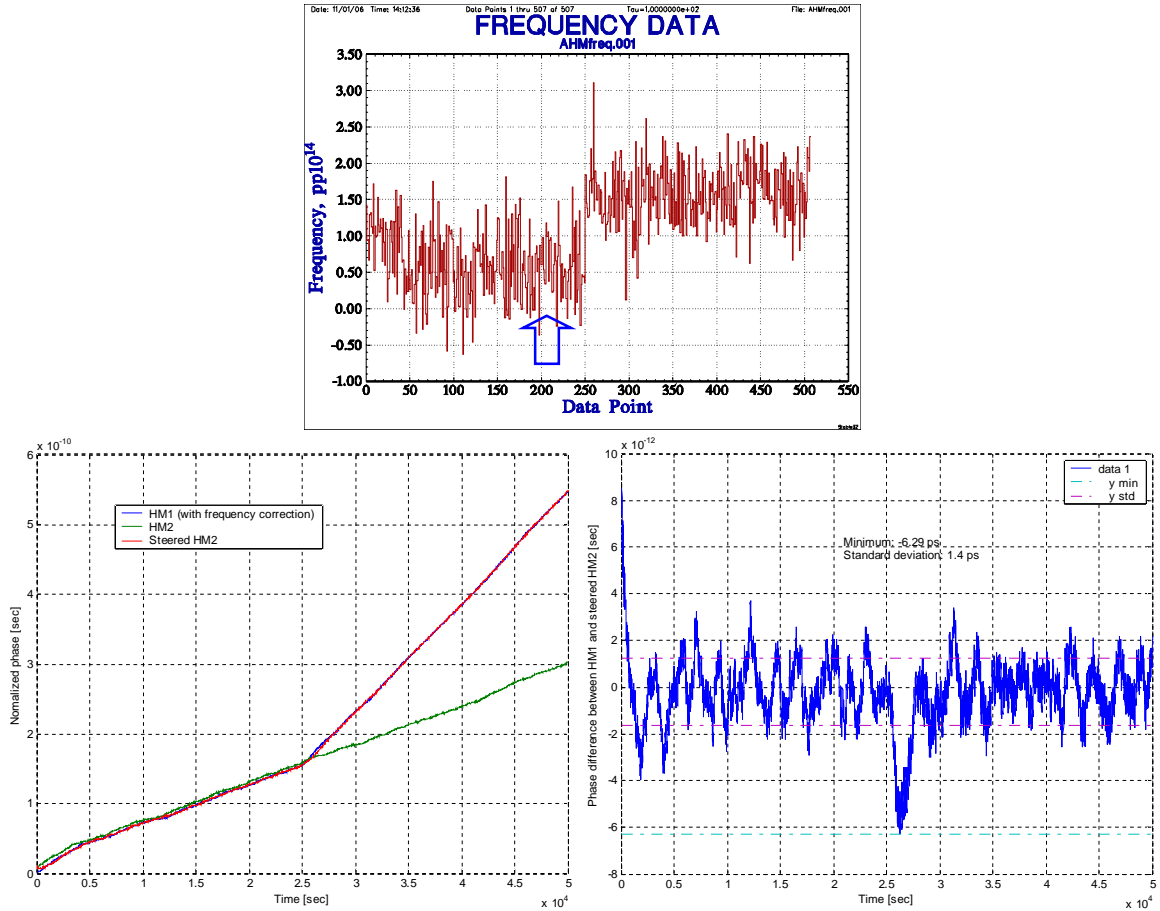 Date: 11/01/06 Time: 14:12:36 Data Points 1 thru 507 of 507 Tau=1.0000000e+02 File: AHMfreq.001
FREQUENCY DATA
AHMfreq.001
3.50
3.00
2.50
2.00
1.50
1.00
0.50
0.00
-0.50
-1.00
Frequency, pp10^14
0 50 100 150 200 250 300 350 400 450 500 550
Data Point
Stable32
x 10^-10
6
5
4
3
2
1
0
Nomalized phase [sec]
HM1 (with frequency correction)
HM2
Steered HM2
0 0.5 1 1.5 2 2.5 3 3.5 4 4.5 5
Time [sec]
x 10^4
x 10^-12
10
8
6
4
2
0
-2
-4
-6
-8
Phase difference between HM1 and steered HM2 [sec]
data 1
y min
y std
Minimum: -6.29 ps
Standard deviation: 1.4 ps
0 0.5 1 1.5 2 2.5 3 3.5 4 4.5 5
Time [sec]
x 10^4